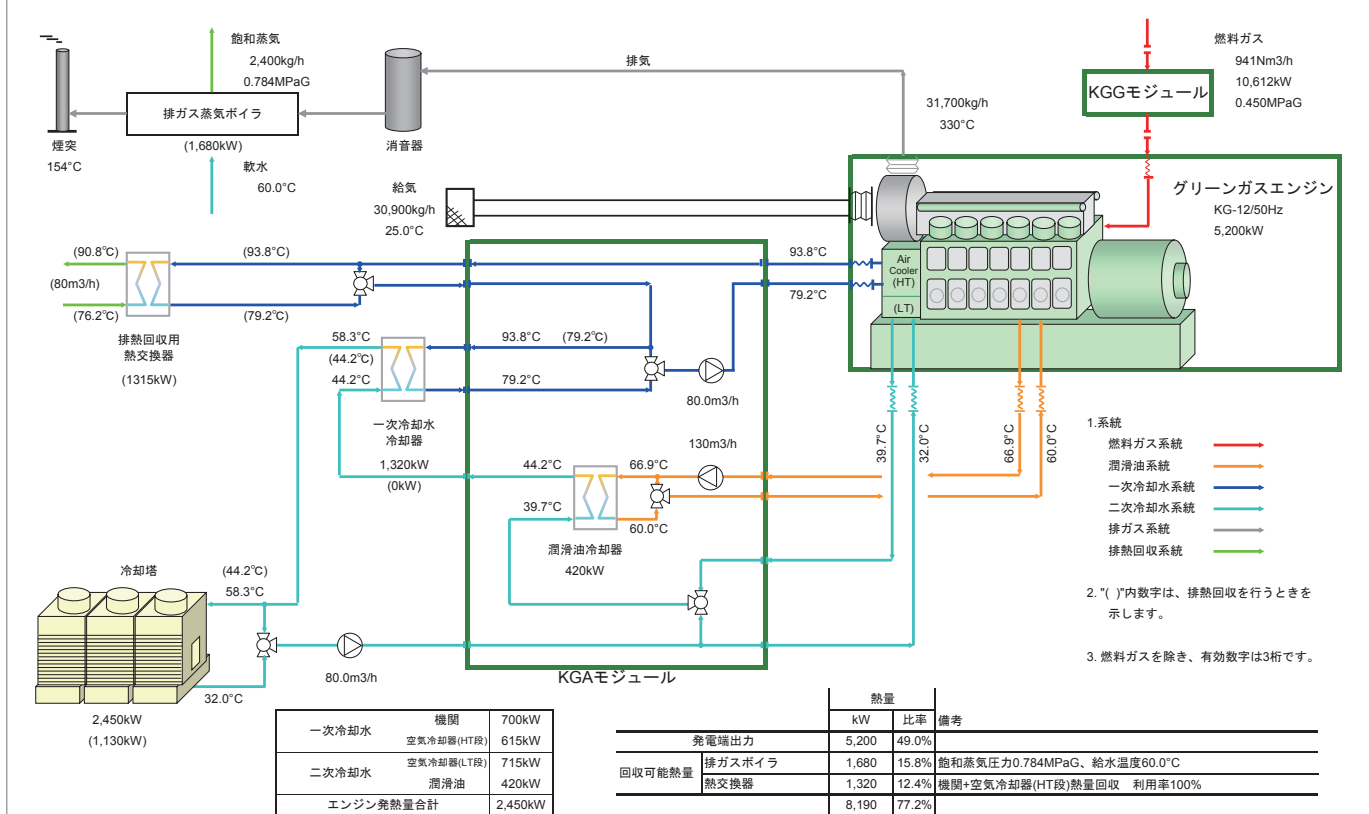 飽和蒸気
2,400kg/h
0.784MPaG
排ガス蒸気ボイラ
(1,680kW)
煙突
154°C
軟水
60.0°C
消音器
排気
31,700kg/h
330°C
燃料ガス
941Nm3/h
10,612kW
0.450MPaG
KGGモジュール
給気
30,900kg/h
25.0°C
グリーンガスエンジン
KG-12/50Hz
5,200kW
Air
Cooler
(HT)
(LT)
(90.8℃)
(93.8℃)
(80m3/h)
(76.2℃)
(79.2℃)
排熱回収用
熱交換器
(1315kW)
93.8°C
79.2°C
58.3°C
(44.2℃)
44.2°C
93.8°C
(79.2℃)
79.2°C
80.0m3/h
一次冷却水
冷却器
1,320kW
(0kW)
130m3/h
44.2°C
66.9°C
39.7°C
60.0°C
潤滑油冷却器
420kW
39.7°C
32.0°C
66.9°C
60.0°C
1.系統
燃料ガス系統
潤滑油系統
一次冷却水系統
二次冷却水系統
排ガス系統
排熱回収系統
2. "( )"内数字は、排熱回収を行うときを
示します。
3. 燃料ガスを除き、有効数字は3桁です。
冷却塔
(44.2℃)
58.3°C
32.0°C
80.0m3/h
2,450kW
(1,130kW)
KGAモジュール
一次冷却水 機関 700kW
空気冷却器(HT段) 615kW
二次冷却水 空気冷却器(LT段) 715kW
潤滑油 420kW
エンジン発熱量合計 2,450kW
熱量
kW 比率 備考
発電端出力 5,200 49.0%
回収可能熱量 排ガスボイラ 1,680 15.8% 飽和蒸気圧力0.784MPaG、給水温度60.0°C
熱交換器 1,320 12.4% 機関+空気冷却器(HT段)熱量回収 利用率100%
8,190 77.2%